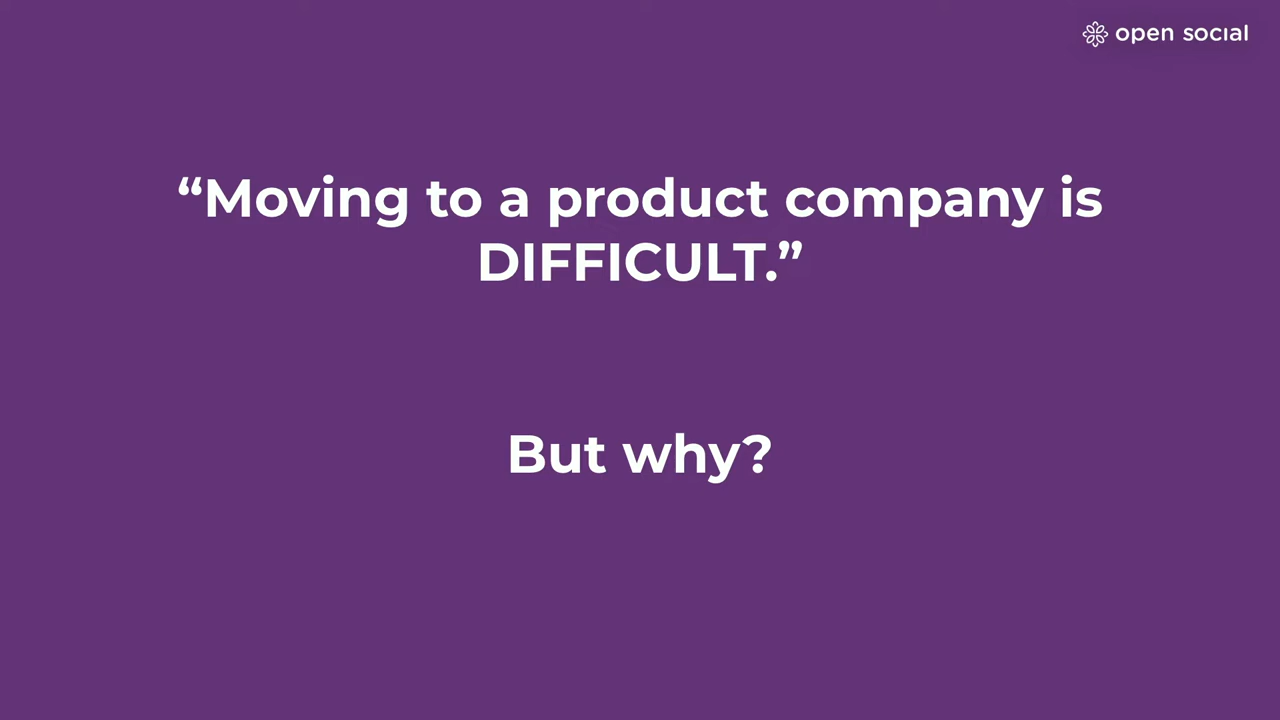 open social
“Moving to a product company is
DIFFICULT.”
But why?